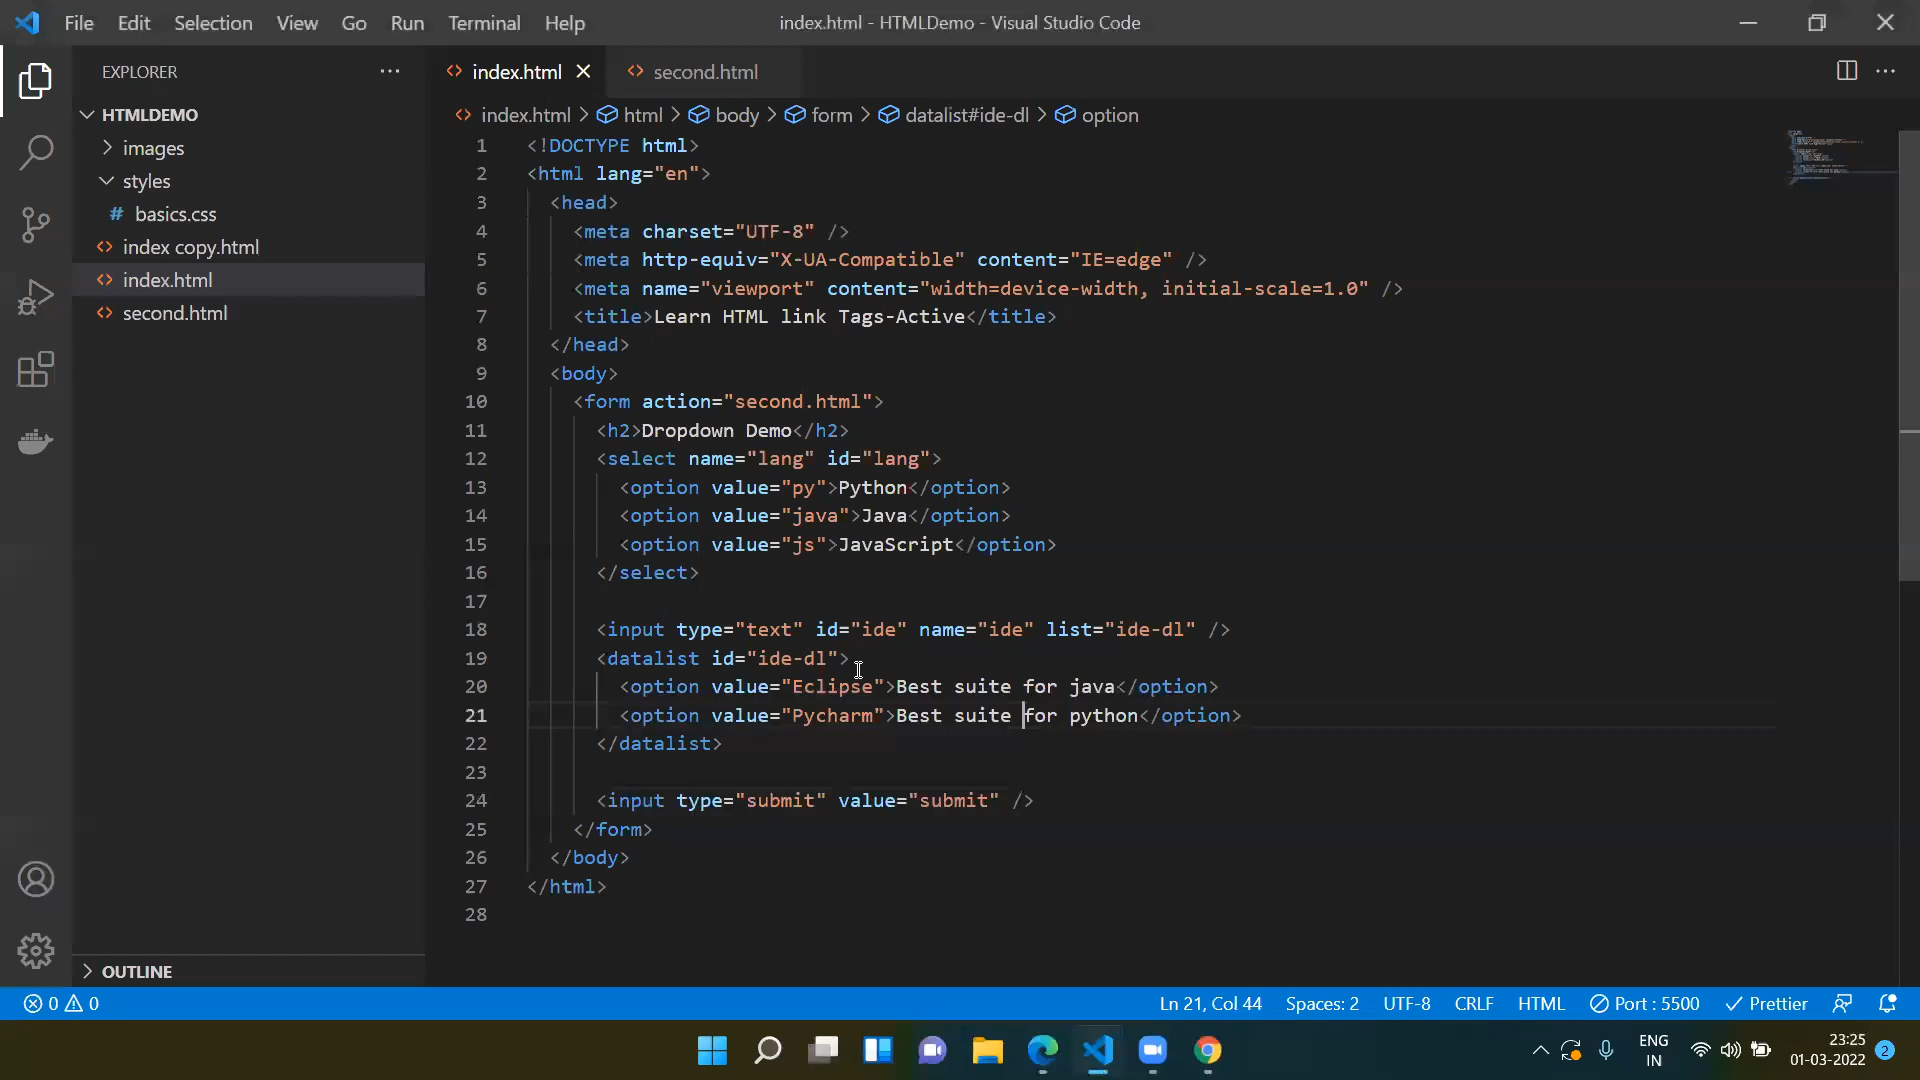 File Edit Selection View Go Run Terminal Help index.html - HTMLDemo - Visual Studio Code
EXPLORER ···
index.html second.html
HTMLDEMO
images
styles
# basics.css
index copy.html
index.html
second.html
OUTLINE
index.html > html > body > form > datalist#ide-dl > option
1 <!DOCTYPE html>
2 <html lang="en">
3 <head>
4 <meta charset="UTF-8" />
5 <meta http-equiv="X-UA-Compatible" content="IE=edge" />
6 <meta name="viewport" content="width=device-width, initial-scale=1.0" />
7 <title>Learn HTML link Tags-Active</title>
8 </head>
9 <body>
10 <form action="second.html">
11 <h2>Dropdown Demo</h2>
12 <select name="lang" id="lang">
13 <option value="py">Python</option>
14 <option value="java">Java</option>
15 <option value="js">JavaScript</option>
16 </select>
17
18 <input type="text" id="ide" name="ide" list="ide-dl" />
19 <datalist id="ide-dl">
20 <option value="Eclipse">Best suite for java</option>
21 <option value="Pycharm">Best suite for python</option>
22 </datalist>
23
24 <input type="submit" value="submit" />
25 </form>
26 </body>
27 </html>
28
0 0 Ln 21, Col 44 Spaces: 2 UTF-8 CRLF HTML Port : 5500 Prettier
ENG
IN
23:25
01-03-2022
2